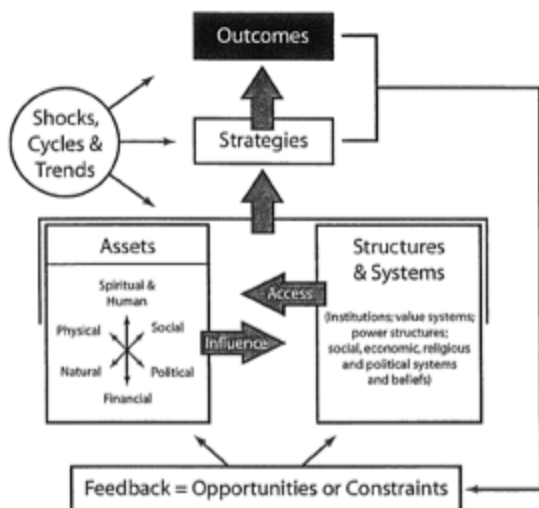 Outcomes
Shocks,
Cycles &
Trends
Strategies
Assets
Spiritual &
Human
Physical
Social
Natural
Political
Financial
Access
Influence
Structures
& Systems
(Institutions; value systems;
power structures;
social, economic, religious
and political systems
and beliefs)
Feedback = Opportunities or Constraints